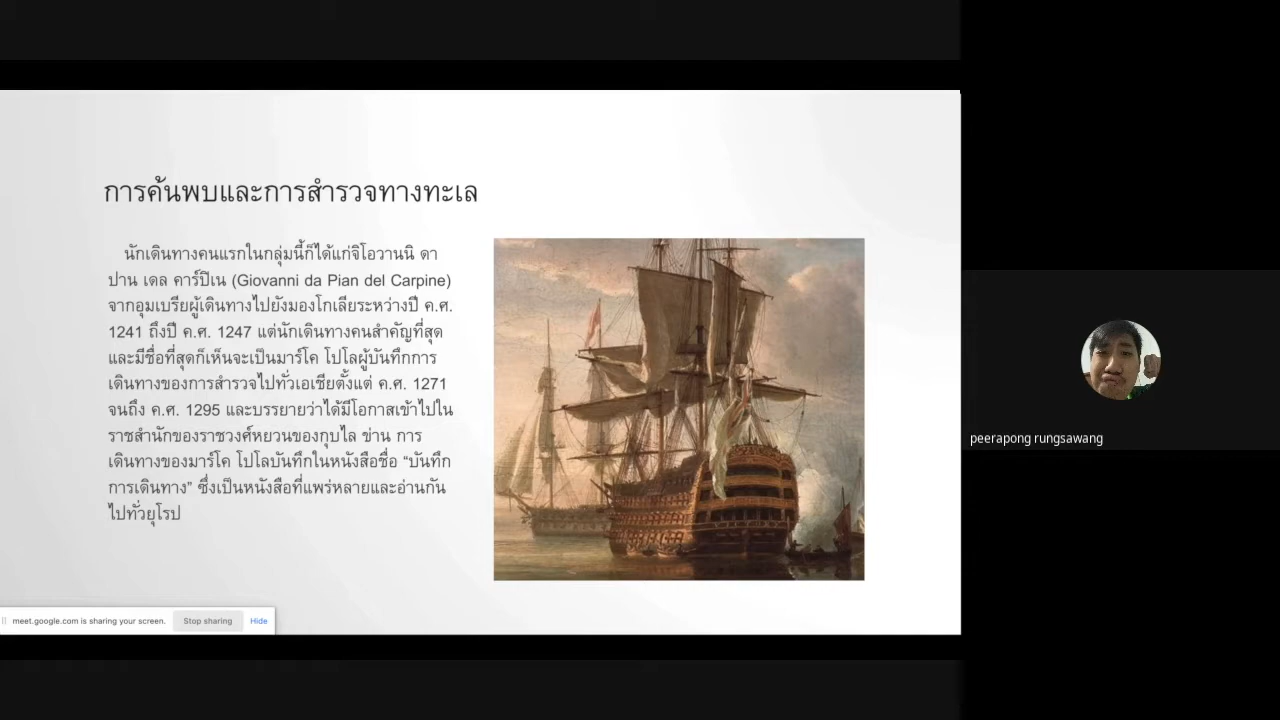 การค้นพบและการสำรวจทางทะเล
นักเดินทางคนแรกในกลุ่มนี้ก็ได้แก่จิโอวานนิ ดา
ปาน เดล คาร์ปิเน (Giovanni da Pian del Carpine)
จากอุมเบรียผู้เดินทางไปยังมองโกเลียระหว่างปี ค.ศ.
1241 ถึงปี ค.ศ. 1247 แต่นักเดินทางคนสำคัญที่สุด
และมีชื่อที่สุดก็เห็นจะเป็นมาร์โค โปโลผู้บันทึกการ
เดินทางของการสำรวจไปทั่วเอเชียตั้งแต่ ค.ศ. 1271
จนถึง ค.ศ. 1295 และบรรยายว่าได้มีโอกาสเข้าไปใน
ราชสำนักของราชวงศ์หยวนของกุบไล ข่าน การ
เดินทางของมาร์โค โปโลบันทึกในหนังสือชื่อ “บันทึก
การเดินทาง” ซึ่งเป็นหนังสือที่แพร่หลายและอ่านกัน
ไปทั่วยุโรป
peerapong rungsawang
meet.google.com is sharing your screen. Stop sharing Hide